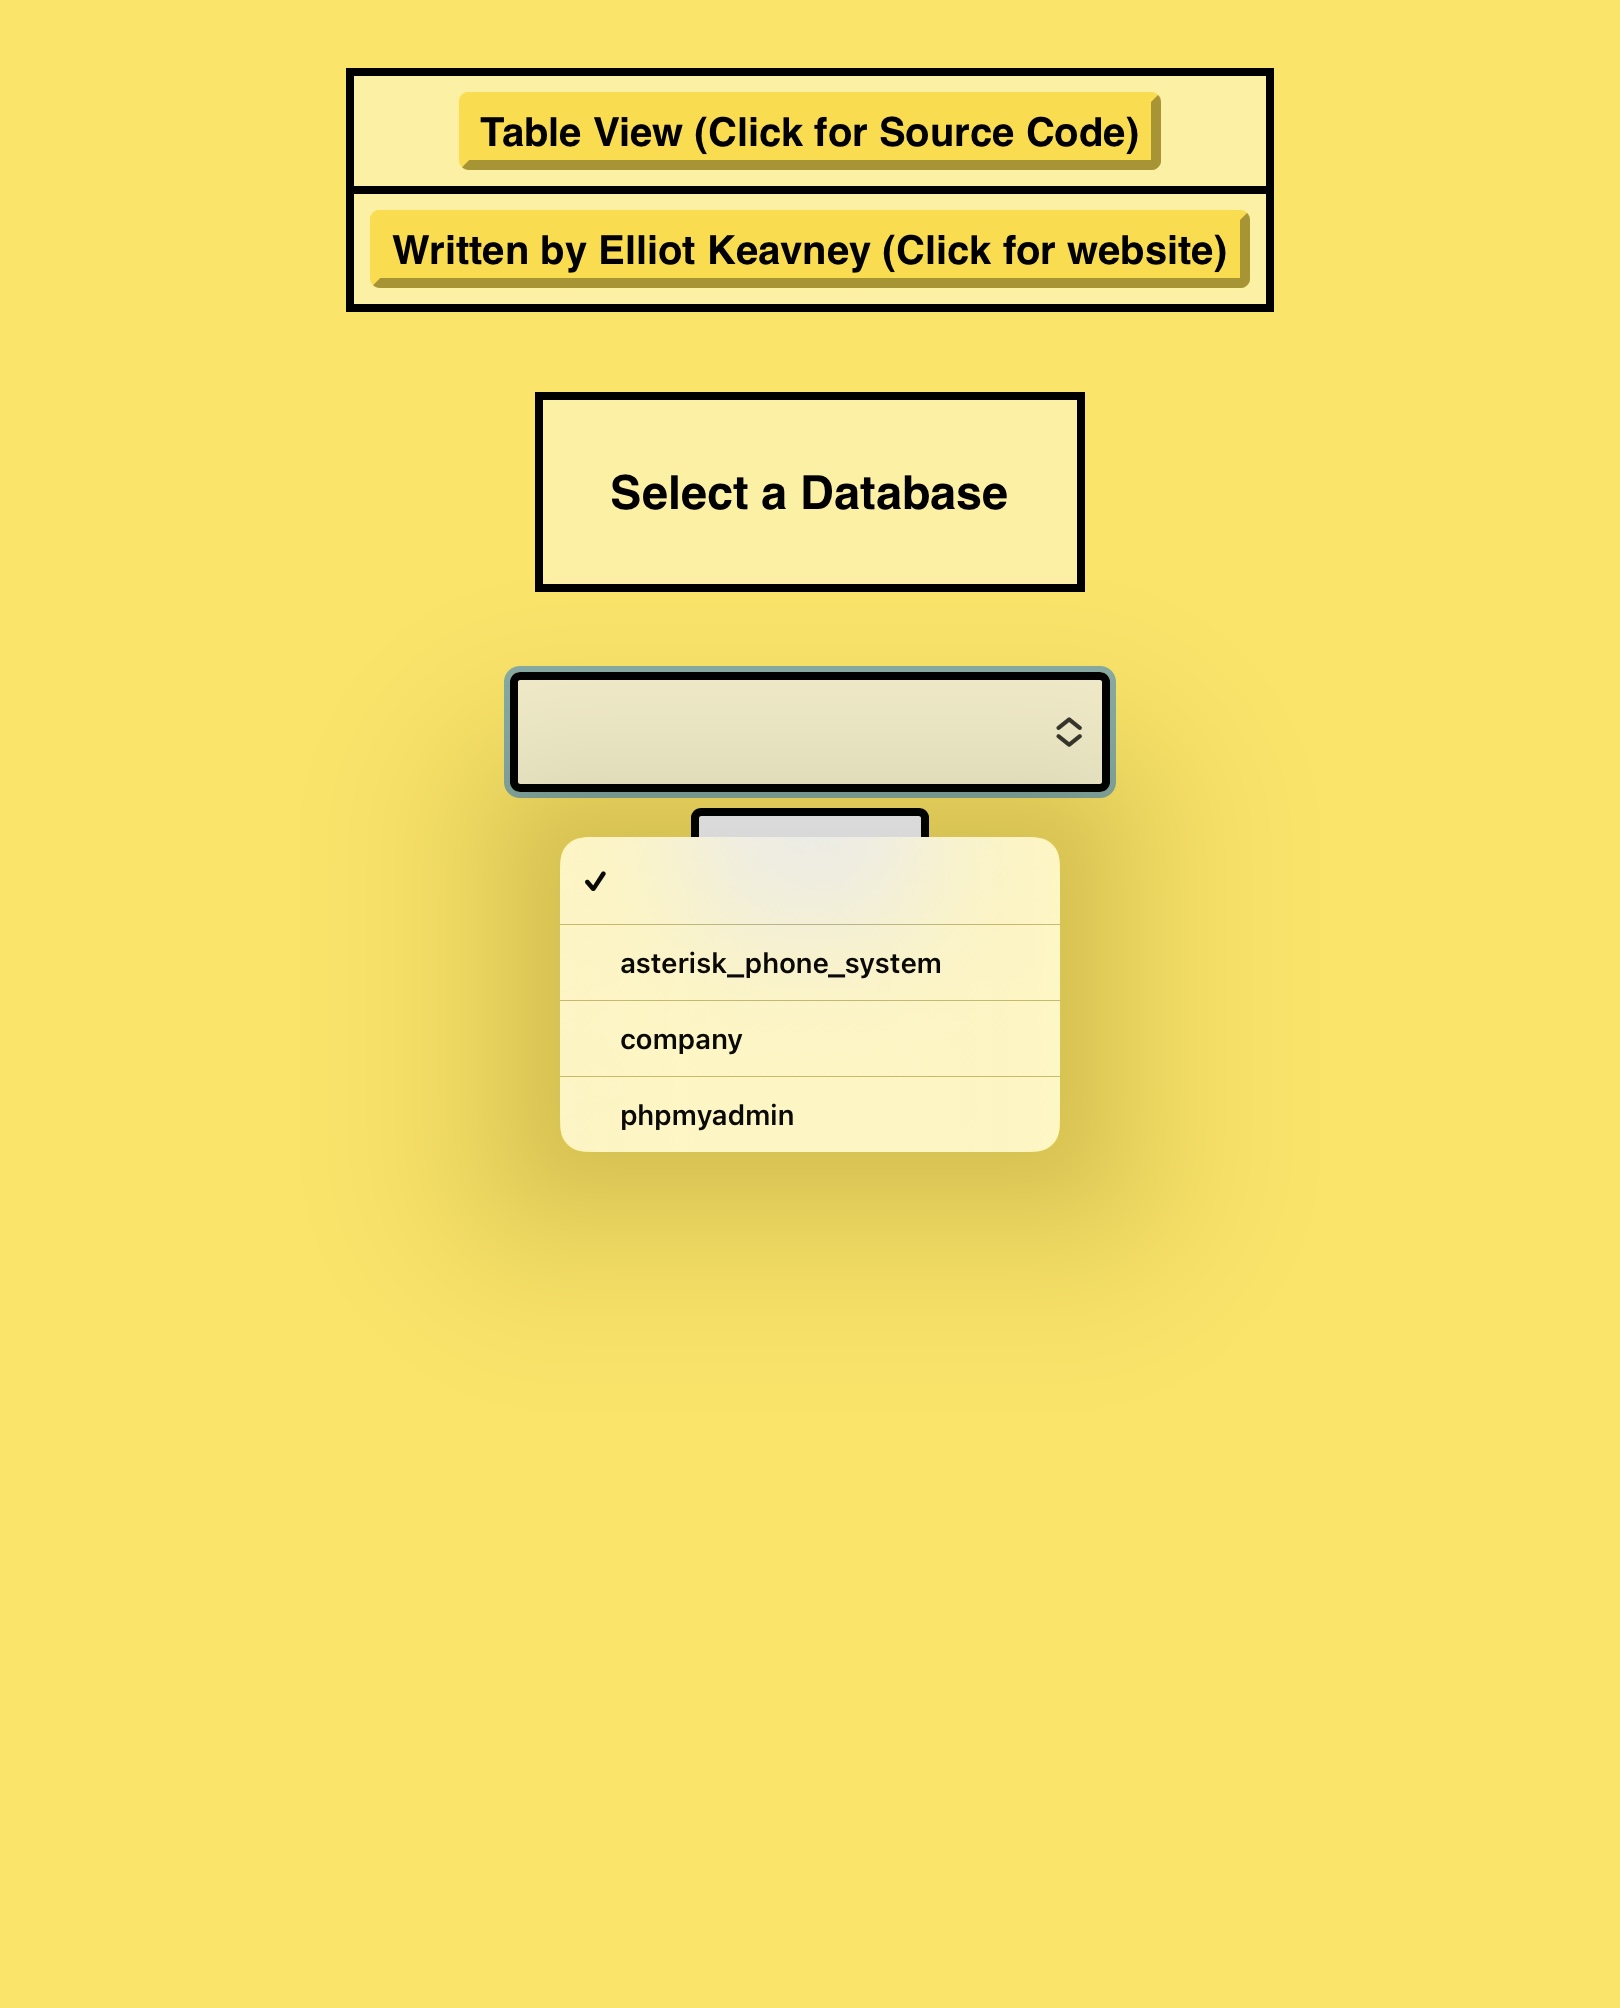 Table View (Click for Source Code)
Written by Elliot Keavney (Click for website)
Select a Database
asterisk_phone_system
company
phpmyadmin